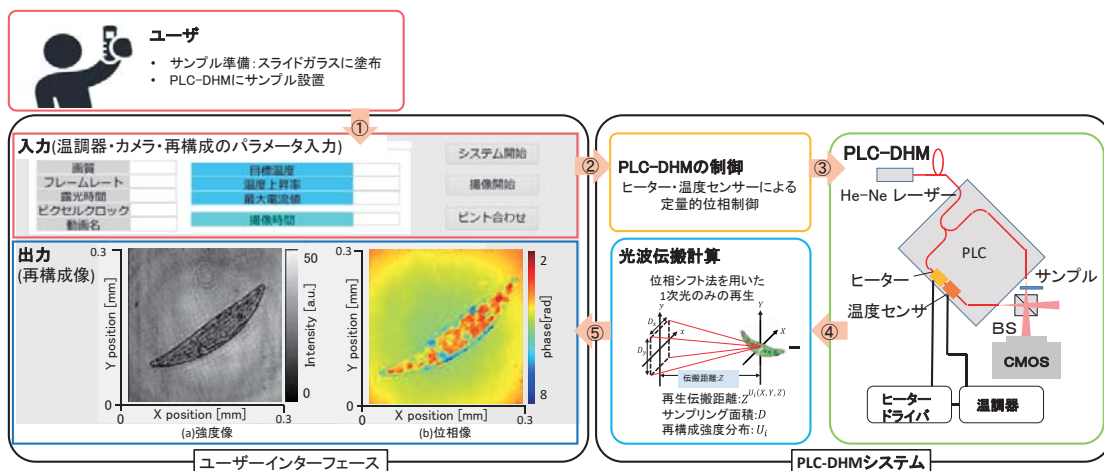 ユーザ
• サンプル準備:スライドガラスに塗布
• PLC-DHMにサンプル設置
①
入力(温調器・カメラ・再構成のパラメータ入力)
画質
フレームレート
露光時間
ピクセルクロック
動画名
目標温度
温度上昇率
最大電流値
撮像時間
システム開始
撮像開始
ピント合わせ
出力
(再構成像)
0.3
Y position [mm]
0
0
X position [mm]
0.3
50
Intensity [a.u.]
0
(a)強度像
0.3
Y position [mm]
0
0
X position [mm]
0.3
2
phase[rad]
8
(b)位相像
ユーザーインターフェース
②
PLC-DHMの制御
ヒーター・温度センサーによる
定量的位相制御
③
光波伝搬計算
位相シフト法を用いた
1次光のみの再生
y
Y
Dx
x
X
Dy
伝搬距離:Z
Ui(X,Y,Z)
再生伝搬距離:Z
サンプリング面積:D
再構成強度分布:Ui
④
⑤
PLC-DHM
He-Ne レーザー
PLC
ヒーター
サンプル
温度センサ
BS
CMOS
ヒーター
ドライバ
温調器
PLC-DHMシステム